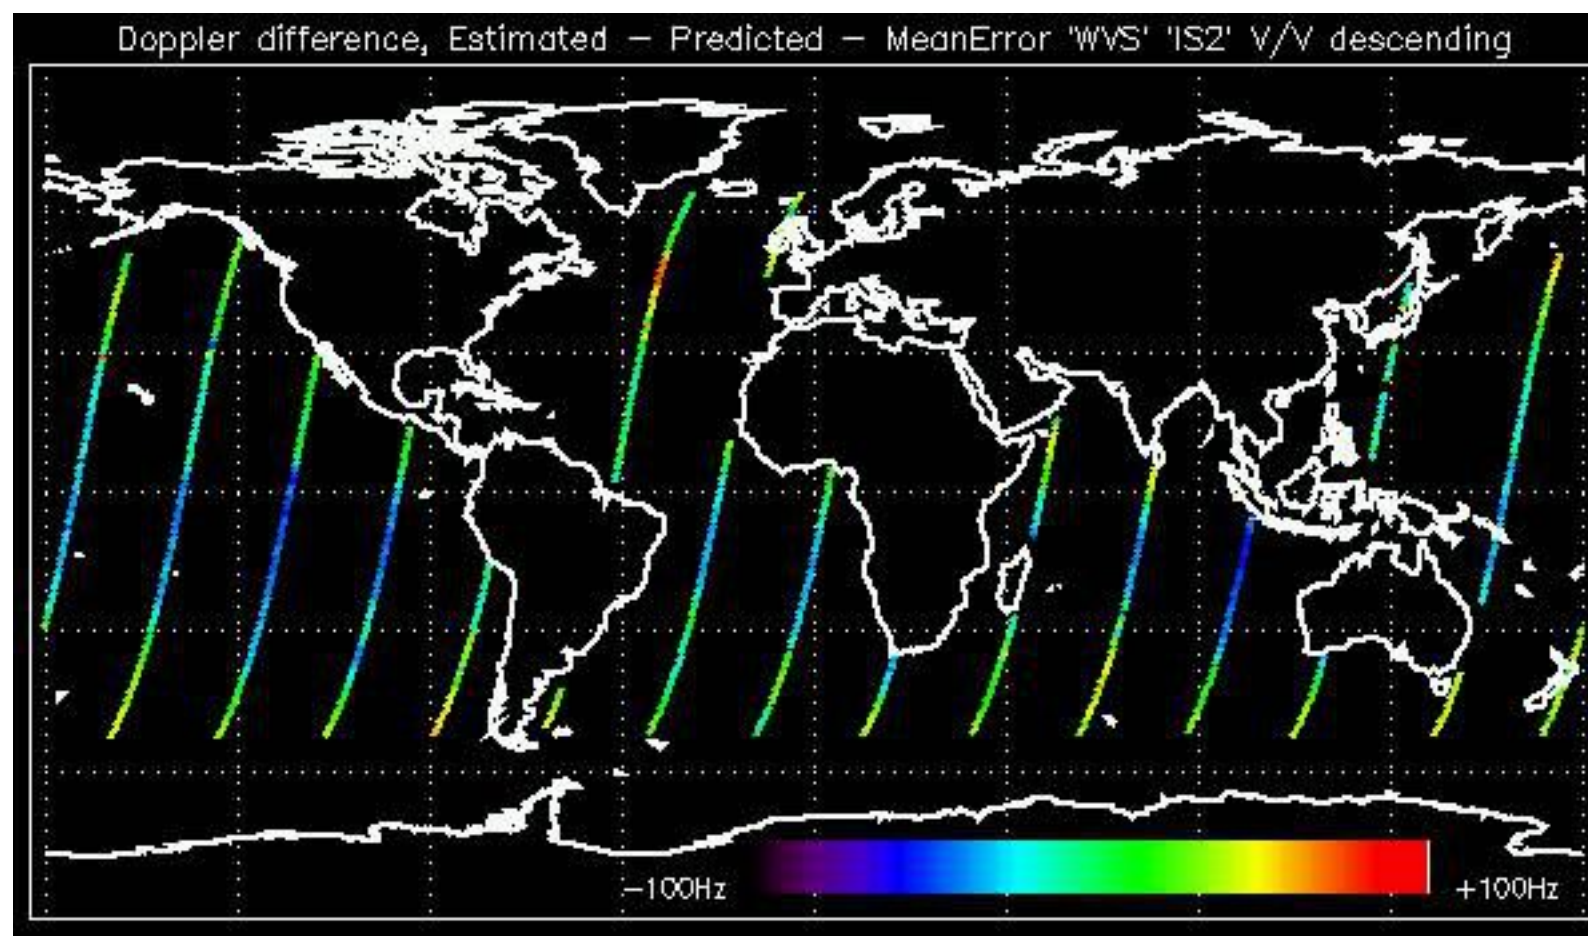 Doppler difference, Estimated – Predicted – MeanError 'WVS' 'IS2' V/V descending
−100Hz +100Hz